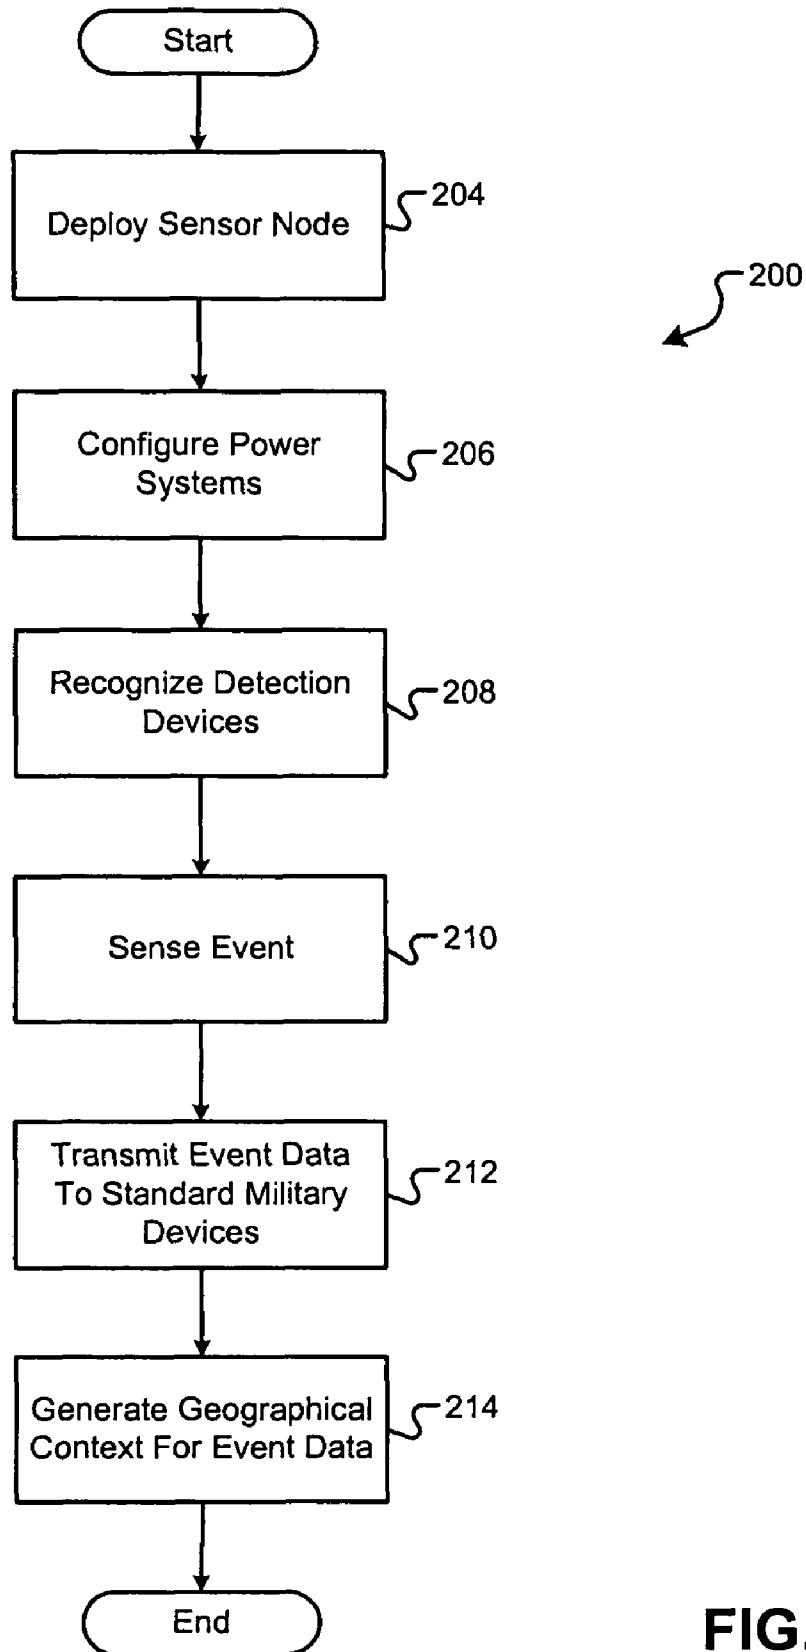 Start
Deploy Sensor Node
204
200
Configure Power
Systems
206
Recognize Detection
Devices
208
Sense Event
210
Transmit Event Data
To Standard Military
Devices
212
Generate Geographical
Context For Event Data
214
End
FIG.